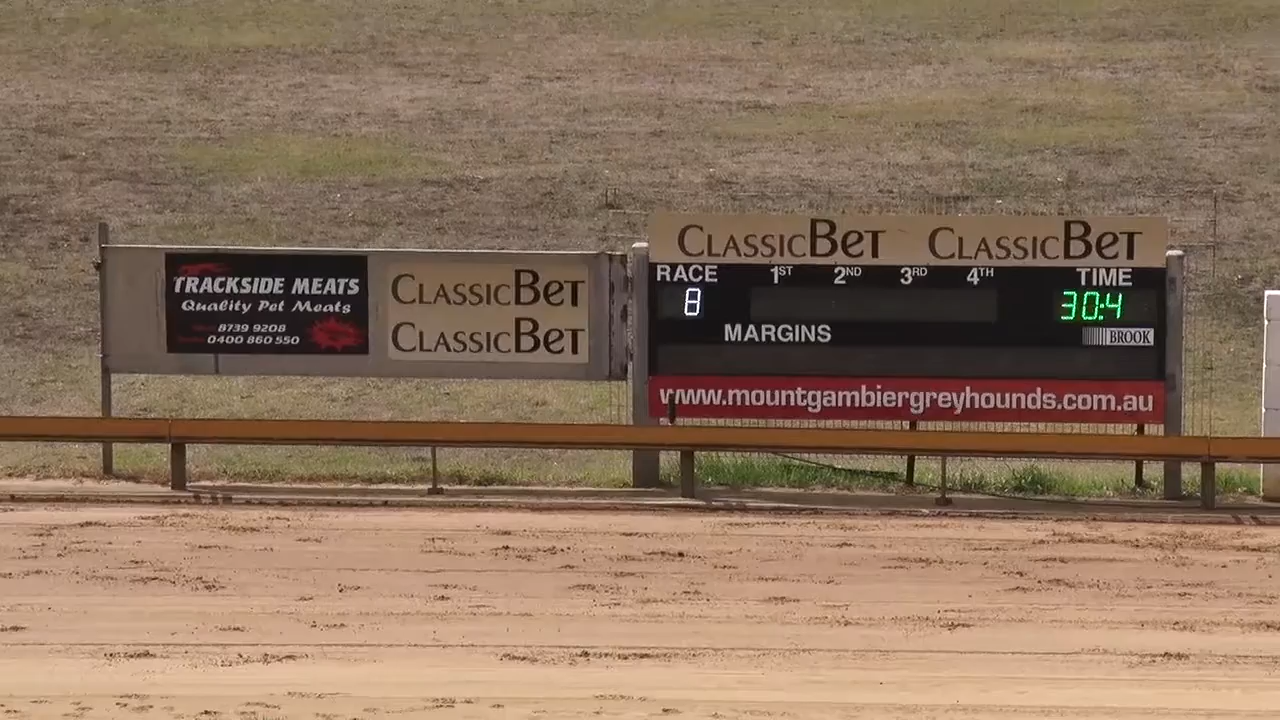 TRACKSIDE MEATS
Quality Pet Meats
8739 9208
0400 860 550
CLASSICBET
CLASSICBET
CLASSICBET CLASSICBET
RACE 1ST 2ND 3RD 4TH TIME
8 30:4
MARGINS
BROOK
www.mountgambiergreyhounds.com.au